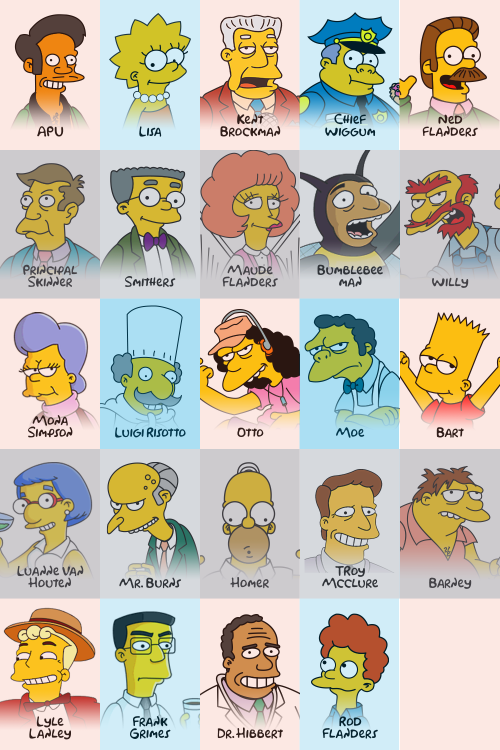 APU
LISA
KENT
BROCKMAN
CHIEF
WIGGUM
NED
FLANDERS
PRINCIPAL
SKINNER
SMITHERS
MAUDE
FLANDERS
BUMBLEBEE
MAN
WILLY
MONA
SIMPSON
LUIGI RISOTTO
OTTO
MOE
BART
LUANNE VAN
HOUTEN
MR. BURNS
HOMER
TROY
MCCLURE
BARNEY
LYLE
LANLEY
FRANK
GRIMES
DR. HIBBERT
ROD
FLANDERS